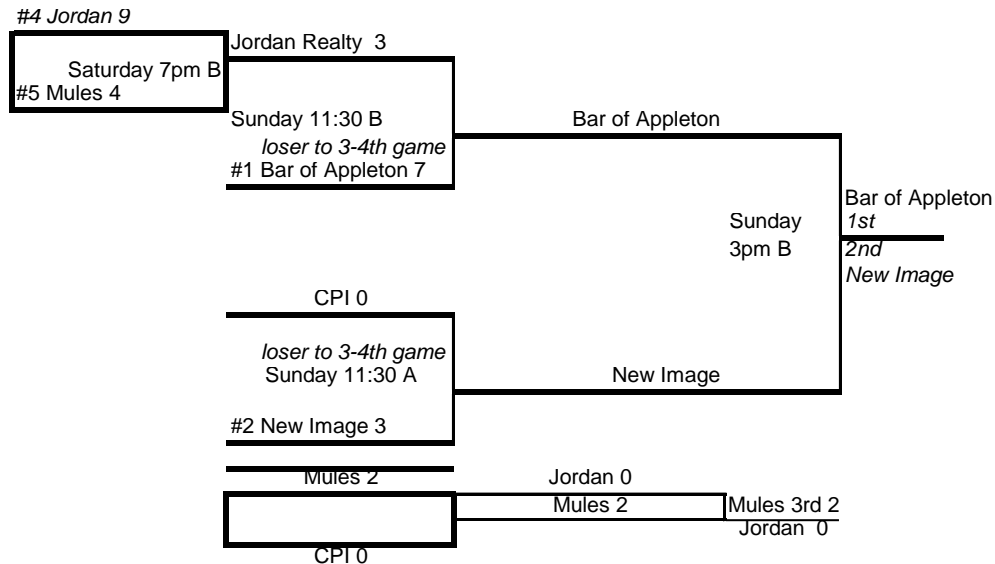 #4 Jordan 9
Jordan Realty 3
Saturday 7pm B
#5 Mules 4
Sunday 11:30 B
Bar of Appleton
loser to 3-4th game
#1 Bar of Appleton 7
Bar of Appleton
Sunday
1st
3pm B
2nd
New Image
CPI 0
loser to 3-4th game
Sunday 11:30 A
New Image
#2 New Image 3
Mules 2
Jordan 0
Mules 2
Mules 3rd 2
Jordan 0
CPI 0